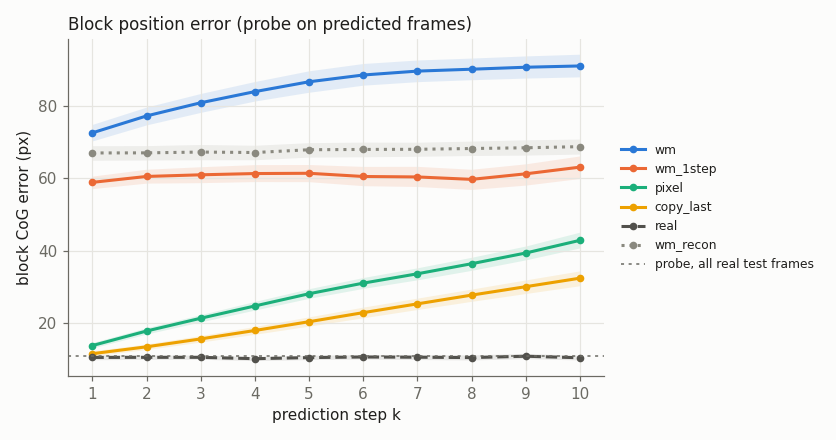 Block position error (probe on predicted frames)
block CoG error (px)
80
60
40
20
1 2 3 4 5 6 7 8 9 10
prediction step k
wm
wm_1step
pixel
copy_last
real
wm_recon
probe, all real test frames